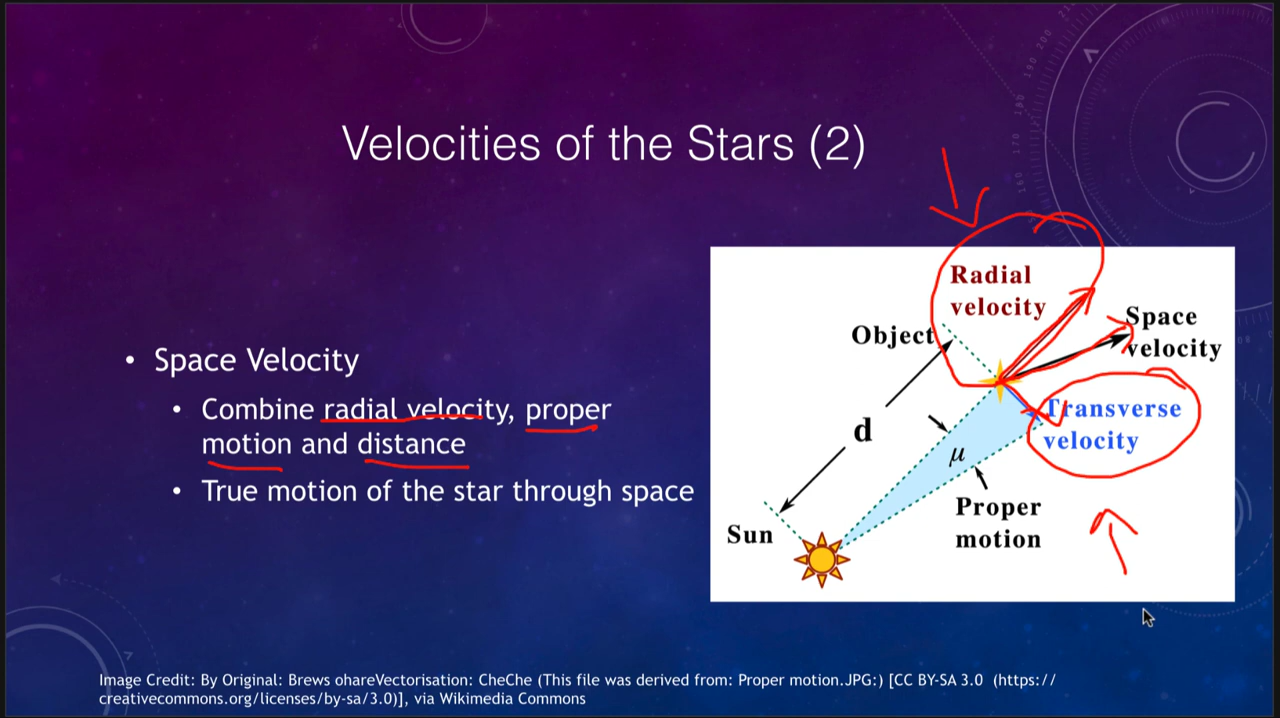 Velocities of the Stars (2)
• Space Velocity
• Combine radial velocity, proper
motion and distance
• True motion of the star through space
Radial
velocity
Object
Space
velocity
d
Transverse
velocity
μ
Proper
motion
Sun
Image Credit: By Original: Brews ohareVectorisation: CheChe (This file was derived from: Proper motion.JPG:) [CC BY-SA 3.0 (https://
creativecommons.org/licenses/by-sa/3.0)], via Wikimedia Commons